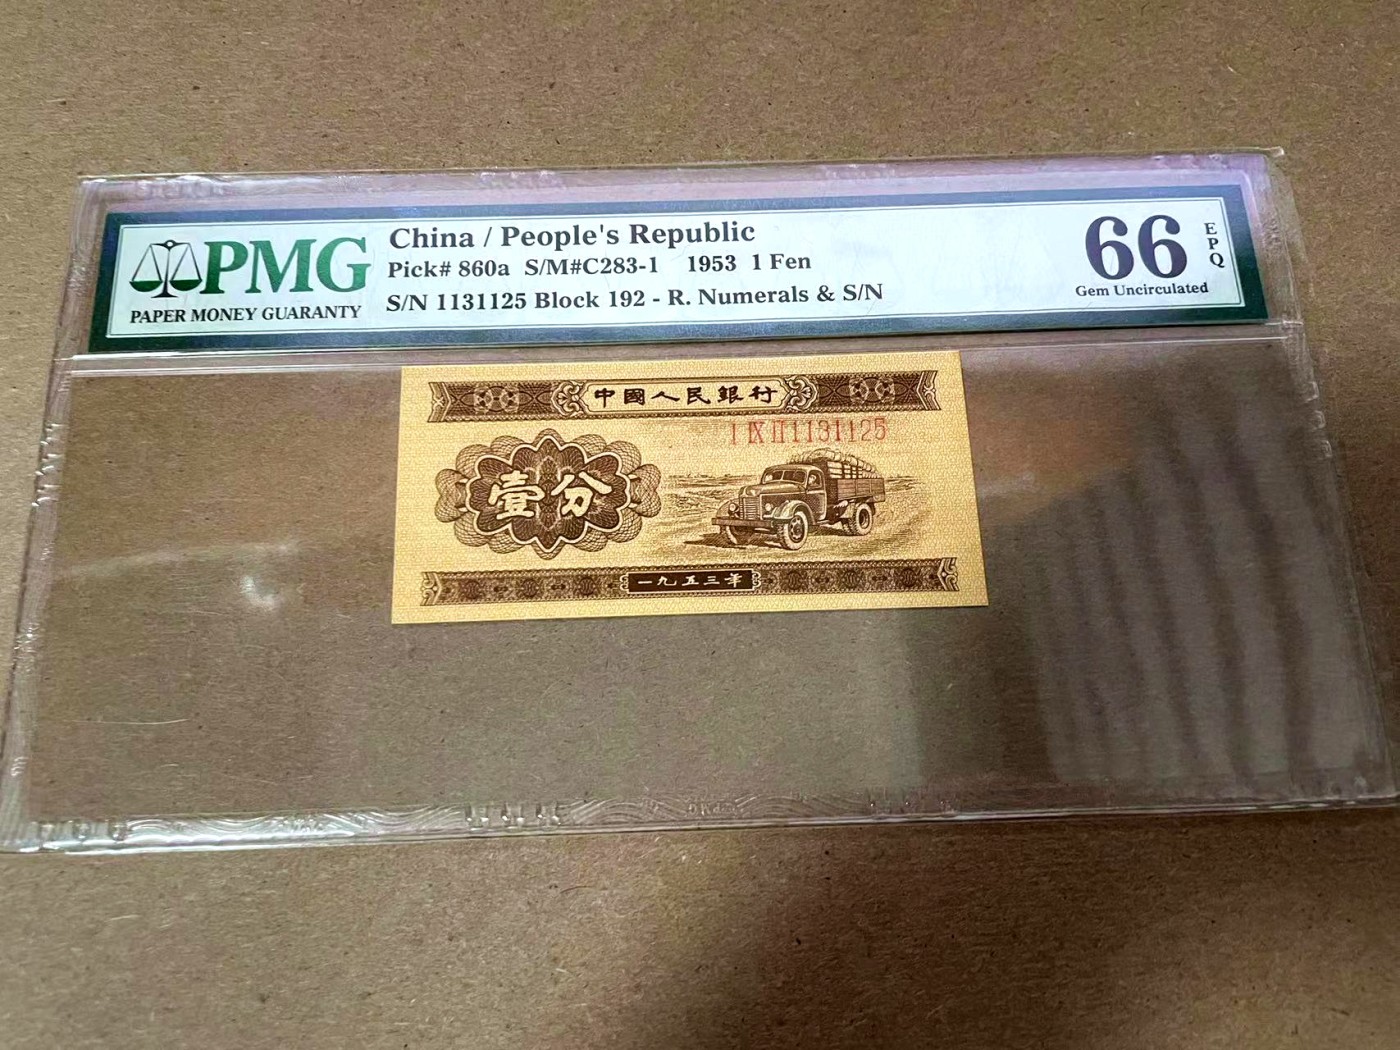 PMG
PAPER MONEY GUARANTY
China / People's Republic
Pick# 860a S/M#C283-1 1953 1 Fen
S/N 1131125 Block 192 - R. Numerals & S/N
66
EPQ
Gem Uncirculated
中國人民銀行
I IX II 1131125
壹分
一九五三年